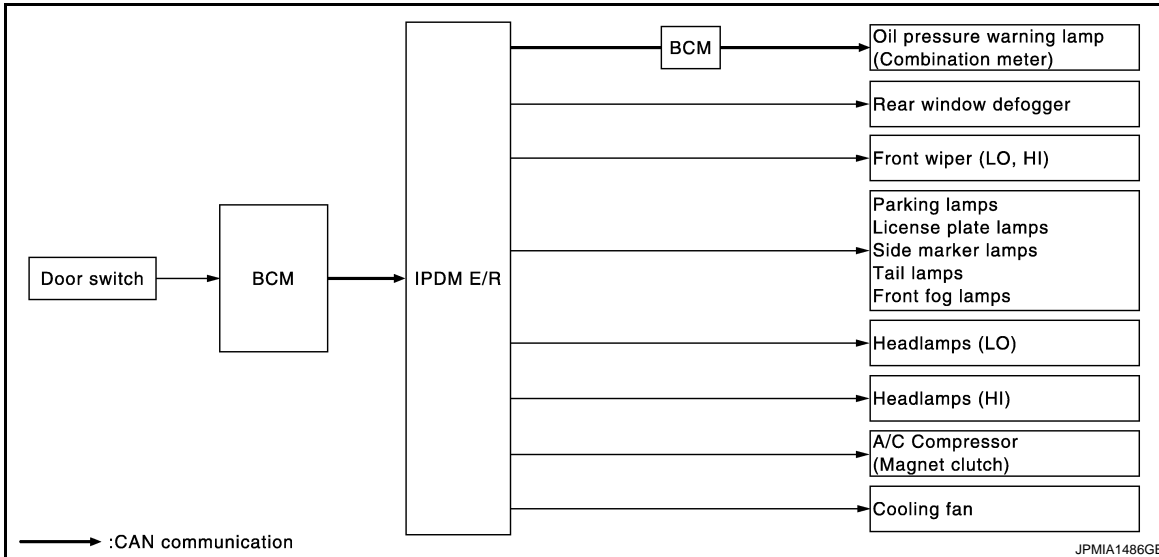 Door switch
BCM
IPDM E/R
BCM
Oil pressure warning lamp
(Combination meter)
Rear window defogger
Front wiper (LO, HI)
Parking lamps
License plate lamps
Side marker lamps
Tail lamps
Front fog lamps
Headlamps (LO)
Headlamps (HI)
A/C Compressor
(Magnet clutch)
Cooling fan
:CAN communication
JPMIA1486GB